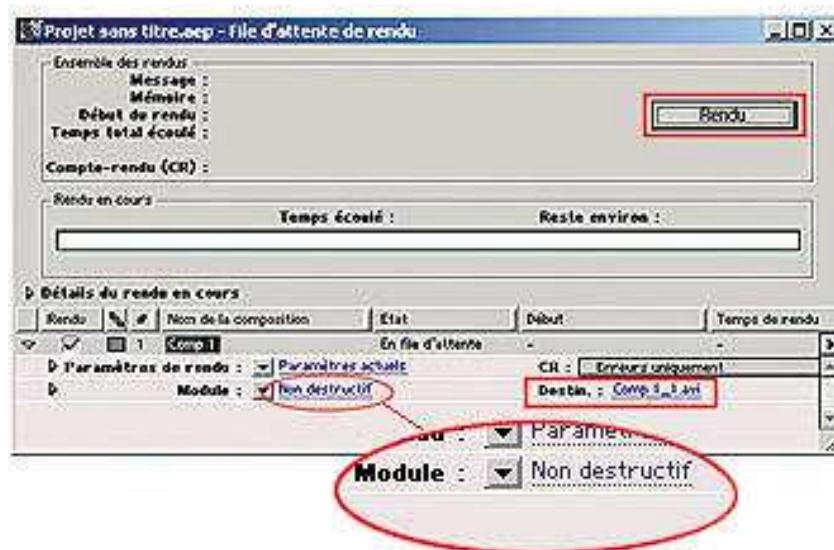 Projet sans titre.aep - File d'attente de rendu
Ensemble des rendus
Message :
Mémoire :
Début du rendu :
Temps total écoulé :
Rendu
Compte-rendu (CR) :
Rendu en cours
Temps écoulé : Reste environ :
Détails du rendu en cours
Rendu # Nom de la composition Etat Début Temps de rendu
1 Comp 1 En file d'attente - -
Paramètres de rendu : Paramètres actuels CR : Erreurs uniquement
Module : Non destructif Destin. : Comp 1_1.avi
Paramètr
Module : Non destructif